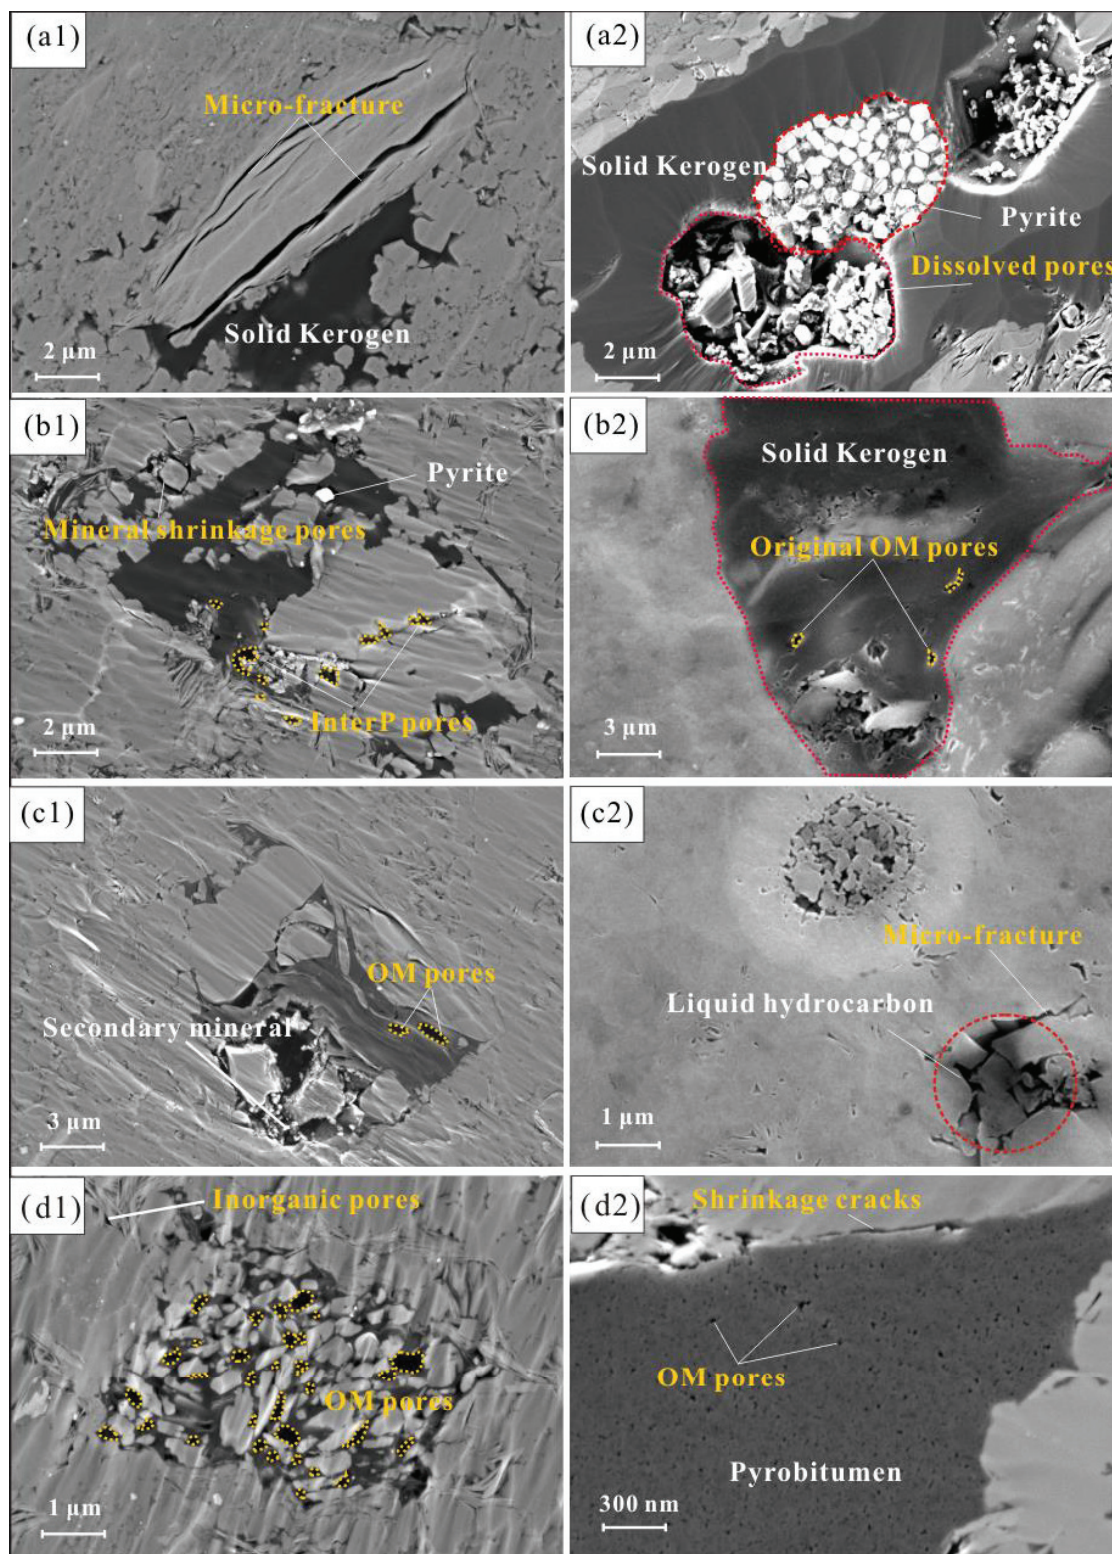 (a1)
Micro-fracture
Solid Kerogen
2 μm
(a2)
Solid Kerogen
Pyrite
Dissolved pores
2 μm
(b1)
Pyrite
Mineral shrinkage pores
InterP pores
2 μm
(b2)
Solid Kerogen
Original OM pores
3 μm
(c1)
OM pores
Secondary mineral
3 μm
(c2)
Micro-fracture
Liquid hydrocarbon
1 μm
(d1)
Inorganic pores
OM pores
1 μm
(d2)
Shrinkage cracks
OM pores
Pyrobitumen
300 nm